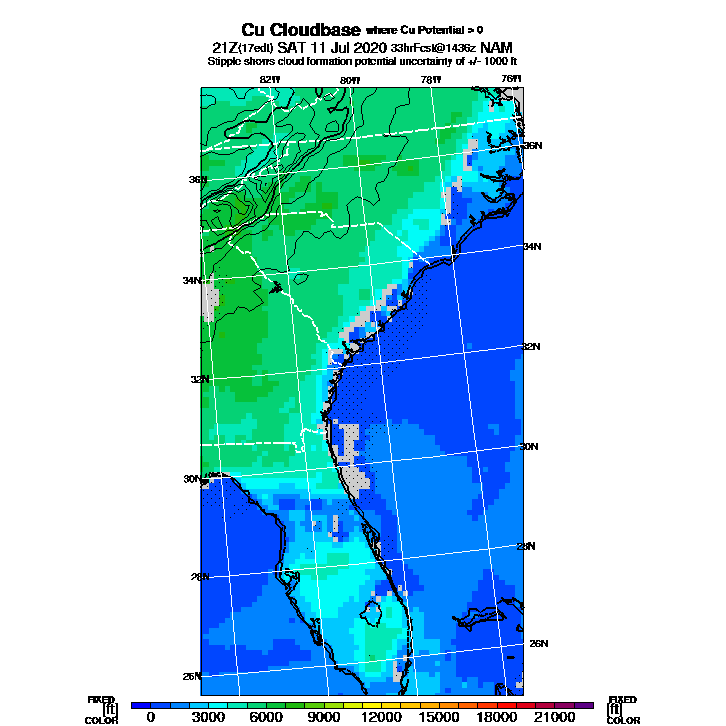 Cu Cloudbase where Cu Potential > 0
21Z(17edt) SAT 11 Jul 2020 33hrFcst@1436z NAM
Stipple shows cloud formation potential uncertainty of +/- 1000 ft
82W 80W 78W 76W
36N
36N
34N
34N
32N
32N
30N
30N
28N
28N
26N
26N
FIXED FIXED
[ft] [ft]
COLOR COLOR
0 3000 6000 9000 12000 15000 18000 21000